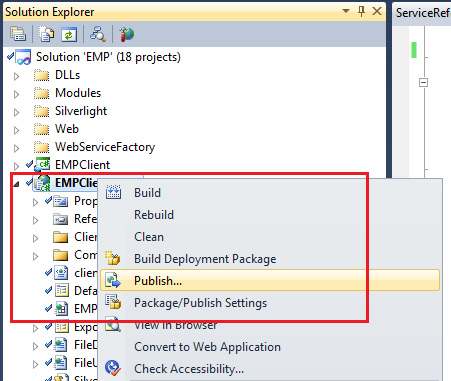 Solution Explorer
ServiceRef
Solution 'EMP' (18 projects)
DLLs
Modules
Silverlight
Web
WebServiceFactory
EMPClient
EMPClie
Prop
Refe
Clien
Com
clien
Defa
EMP
Expo
FileD
FileU
Silve
Build
Rebuild
Clean
Build Deployment Package
Publish...
Package/Publish Settings
View in Browser
Convert to Web Application
Check Accessibility...